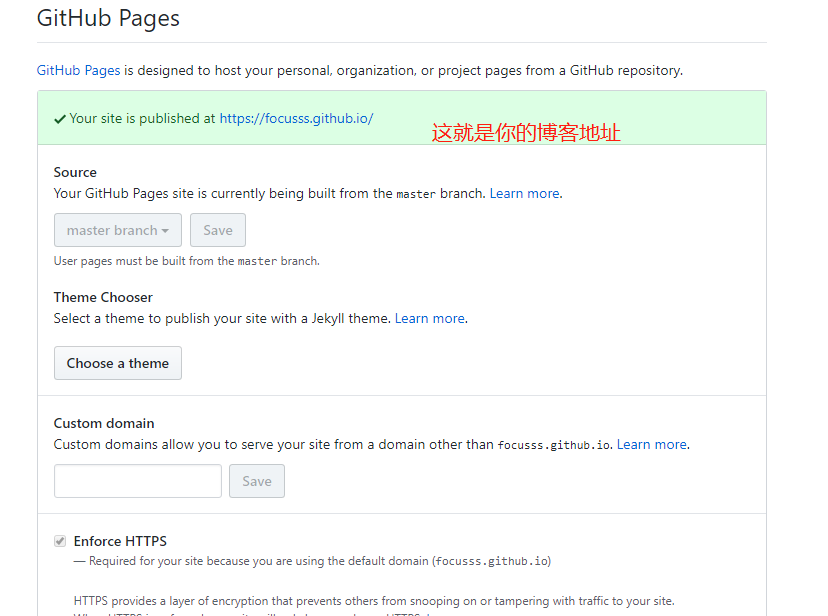 GitHub Pages
GitHub Pages is designed to host your personal, organization, or project pages from a GitHub repository.
Your site is published at https://focusss.github.io/
这就是你的博客地址
Source
Your GitHub Pages site is currently being built from the master branch. Learn more.
master branch
Save
User pages must be built from the master branch.
Theme Chooser
Select a theme to publish your site with a Jekyll theme. Learn more.
Choose a theme
Custom domain
Custom domains allow you to serve your site from a domain other than focusss.github.io. Learn more.
Save
Enforce HTTPS
— Required for your site because you are using the default domain (focusss.github.io)
HTTPS provides a layer of encryption that prevents others from snooping on or tampering with traffic to your site.